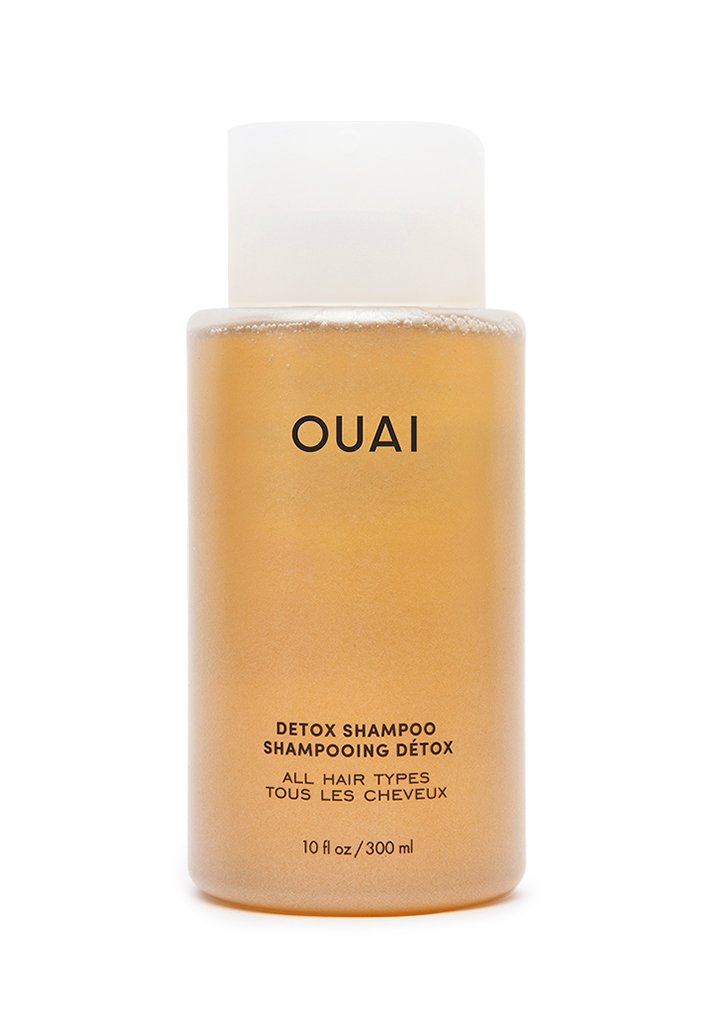 OUAI
DETOX SHAMPOO
SHAMPOOING DÉTOX
ALL HAIR TYPES
TOUS LES CHEVEUX
10 fl oz / 300 ml